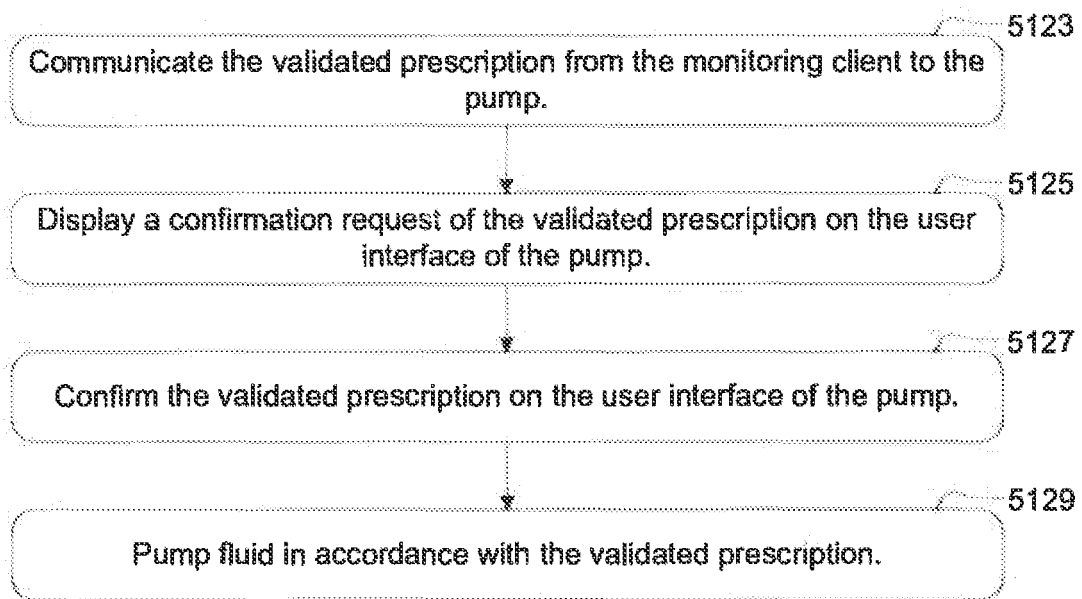 5123
Communicate the validated prescription from the monitoring client to the
pump.
5125
Display a confirmation request of the validated prescription on the user
interface of the pump.
5127
Confirm the validated prescription on the user interface of the pump.
5129
Pump fluid in accordance with the validated prescription.